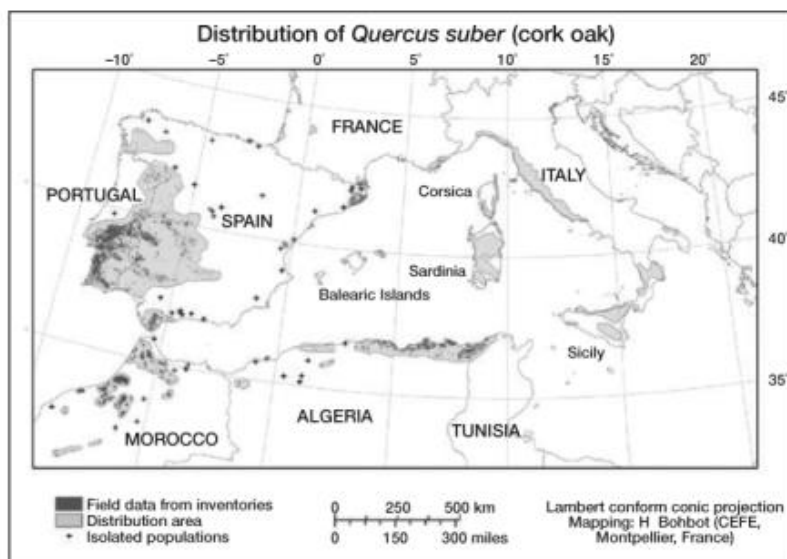 Distribution of Quercus suber (cork oak)
-10° -5° 0° 5° 10° 15° 20°
45°
FRANCE
ITALY
PORTUGAL
Corsica
SPAIN
40°
Sardinia
Balearic Islands
Sicily
35°
ALGERIA
MOROCCO
TUNISIA
Field data from inventories
Distribution area
Isolated populations
0 250 500 km
0 150 300 miles
Lambert conform conic projection
Mapping: H Bohbot (CEFE,
Montpellier, France)